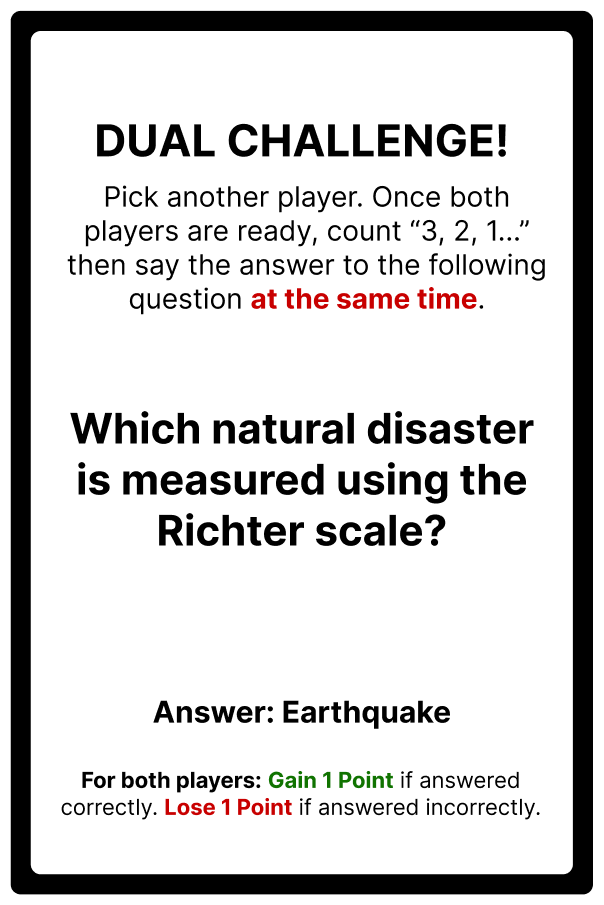 DUAL CHALLENGE!
Pick another player. Once both
players are ready, count “3, 2, 1...”
then say the answer to the following
question at the same time.
Which natural disaster
is measured using the
Richter scale?
Answer: Earthquake
For both players: Gain 1 Point if answered
correctly. Lose 1 Point if answered incorrectly.